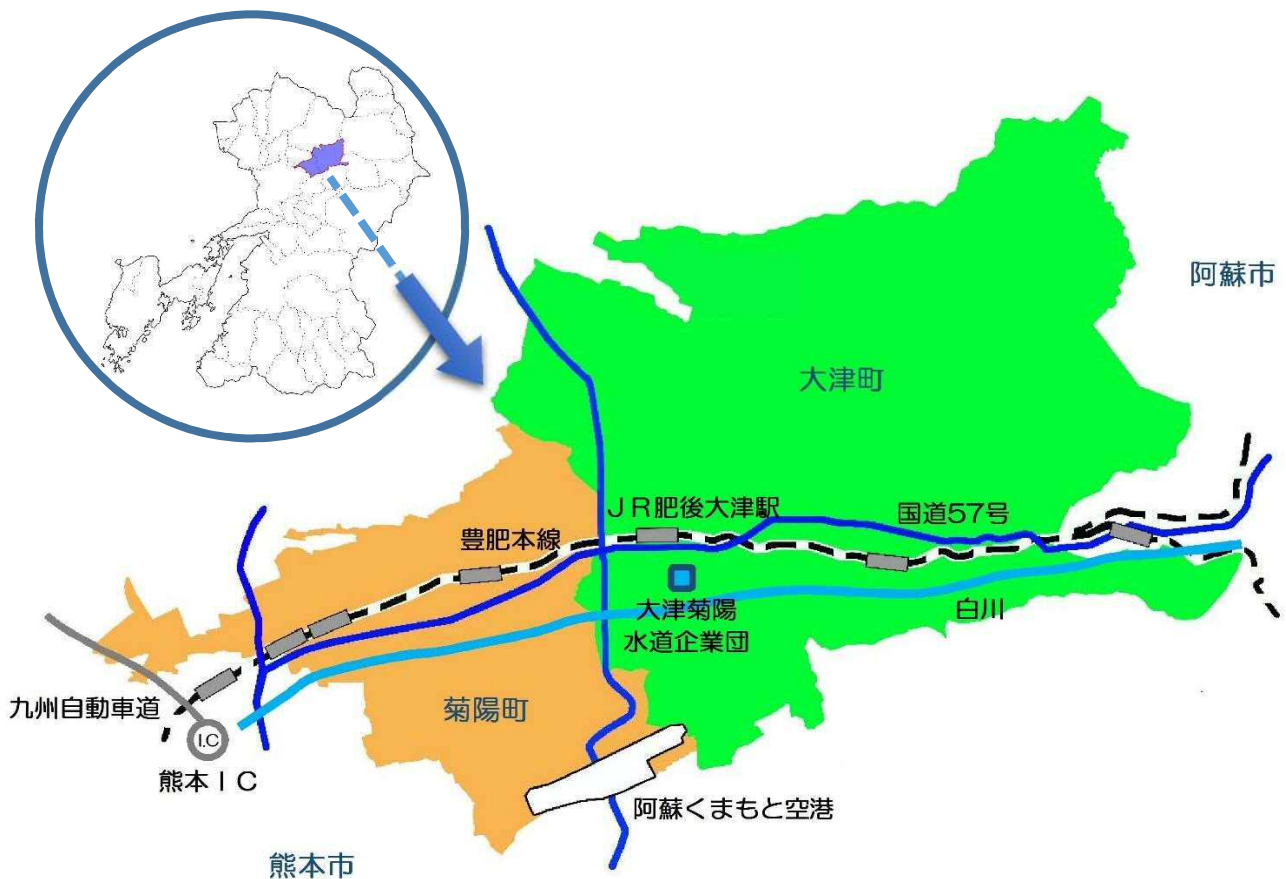 阿蘇市
大津町
JR肥後大津駅
国道57号
豊肥本線
大津菊陽
水道企業団
白川
九州自動車道
菊陽町
I.C
熊本IC
阿蘇くまもと空港
熊本市